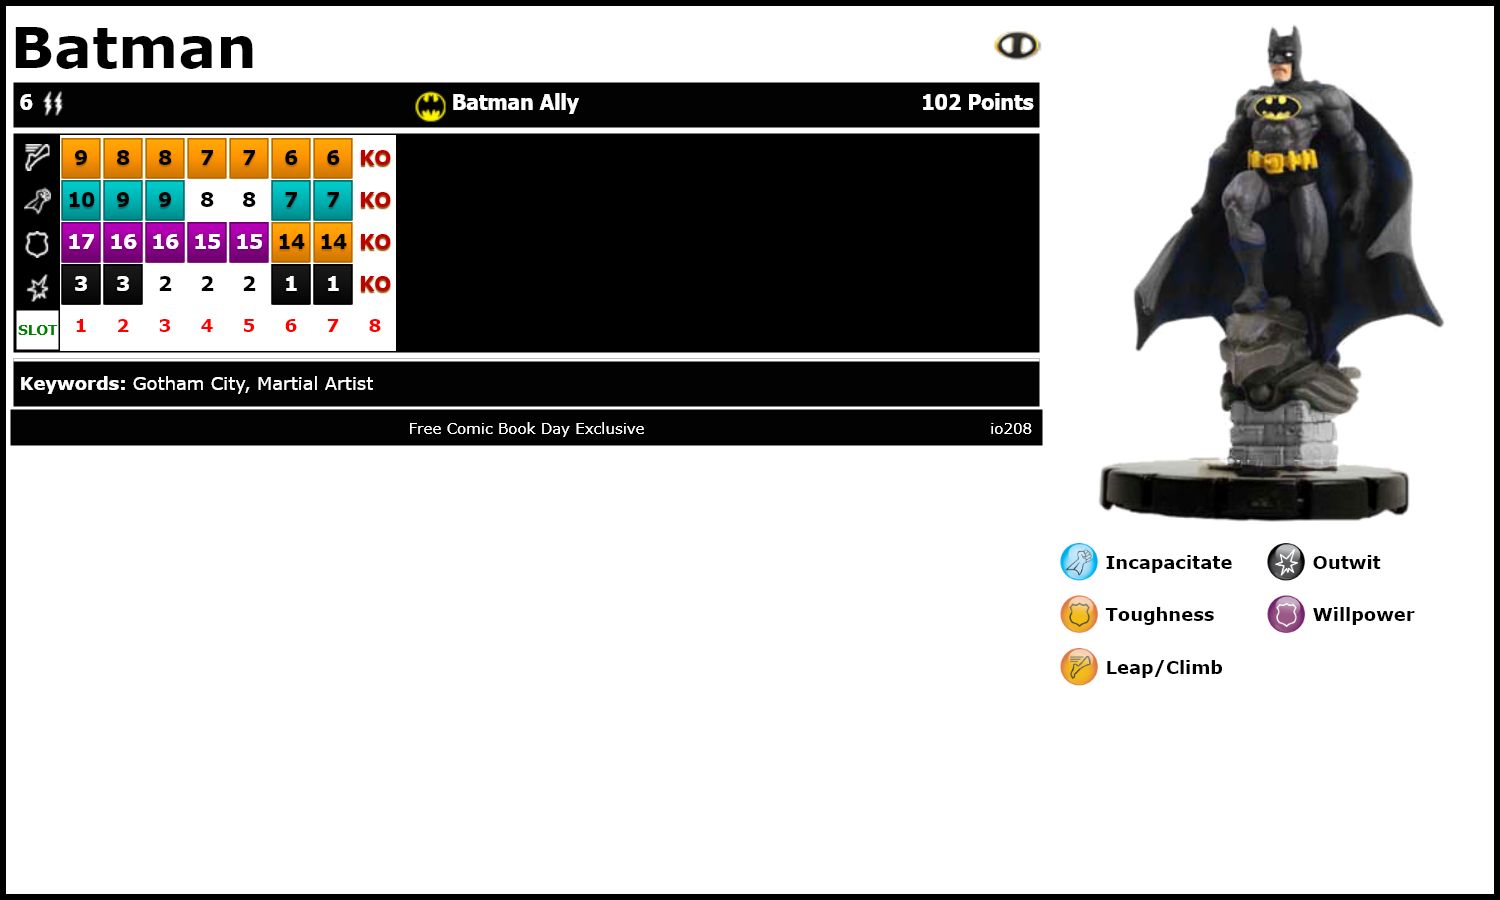 Batman
6 Batman Ally 102 Points
9 8 8 7 7 6 6 KO
10 9 9 8 8 7 7 KO
17 16 16 15 15 14 14 KO
3 3 2 2 2 1 1 KO
SLOT 1 2 3 4 5 6 7 8
Keywords: Gotham City, Martial Artist
Free Comic Book Day Exclusive io208
Incapacitate Outwit
Toughness Willpower
Leap/Climb